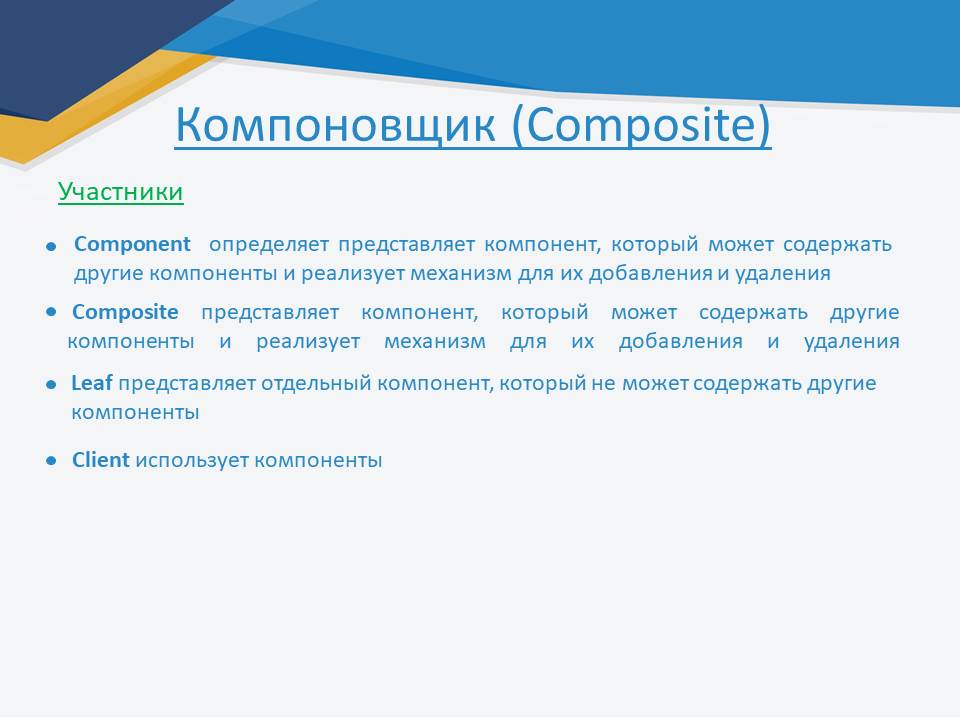 Компоновщик (Composite)
Участники
Component определяет представляет компонент, который может содержать
другие компоненты и реализует механизм для их добавления и удаления
Composite представляет компонент, который может содержать другие
компоненты и реализует механизм для их добавления и удаления
Leaf представляет отдельный компонент, который не может содержать другие
компоненты
Client использует компоненты